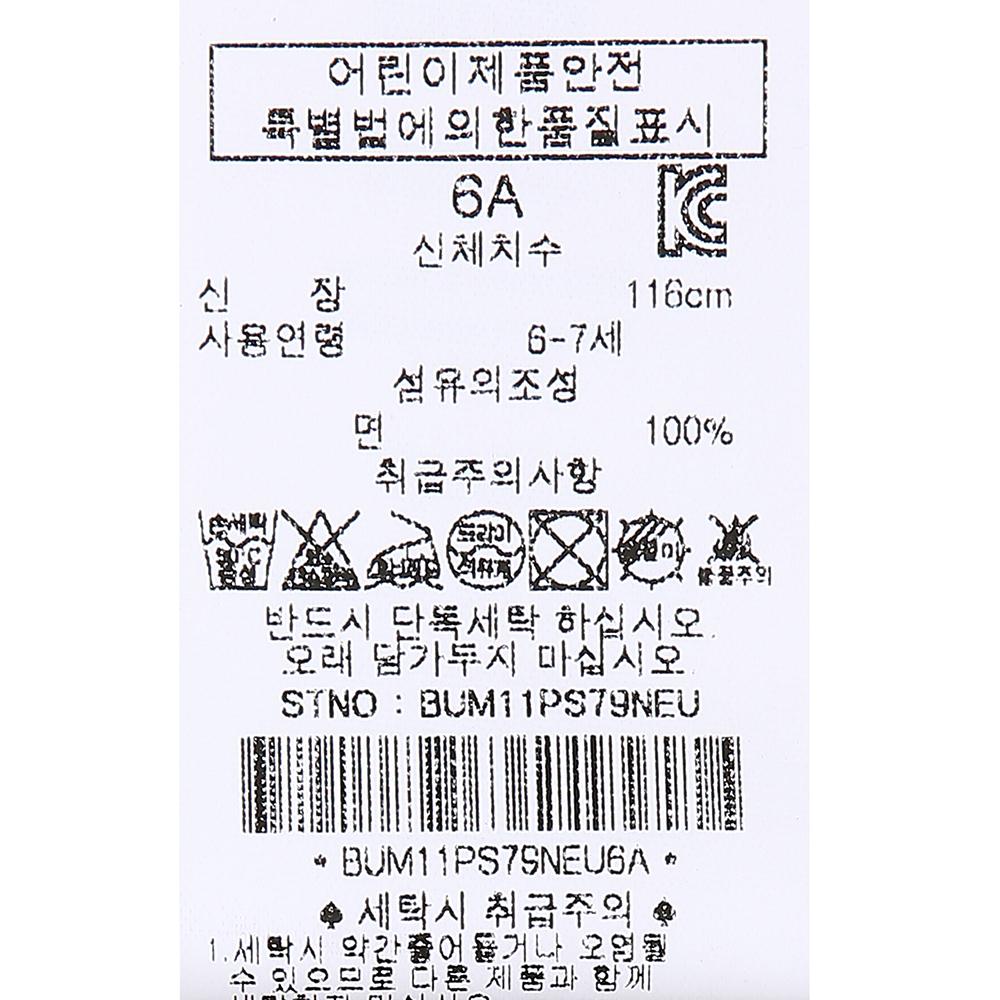 어린이제품안전
특별법에의한품질표시
6A
신체치수
신 장 116cm
사용연령 6-7세
섬유의조성
면 100%
취급주의사항
드라이
반드시 단독세탁 하십시오.
오래 담가두지 마십시오.
STNO : BUM11PS79NEU
* BUM11PS79NEU6A *
♠ 세탁시 취급주의 ♠
1.세탁시 약간줄어들거나 오염될
수 있으므로 다른 제품과 함께